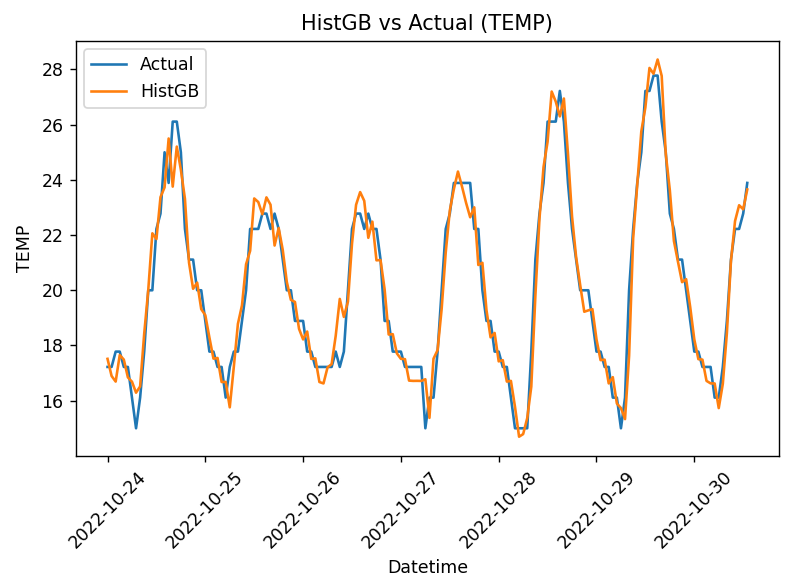 HistGB vs Actual (TEMP)
Actual
HistGB
28
26
24
22
20
18
16
TEMP
2022-10-24
2022-10-25
2022-10-26
2022-10-27
2022-10-28
2022-10-29
2022-10-30
Datetime